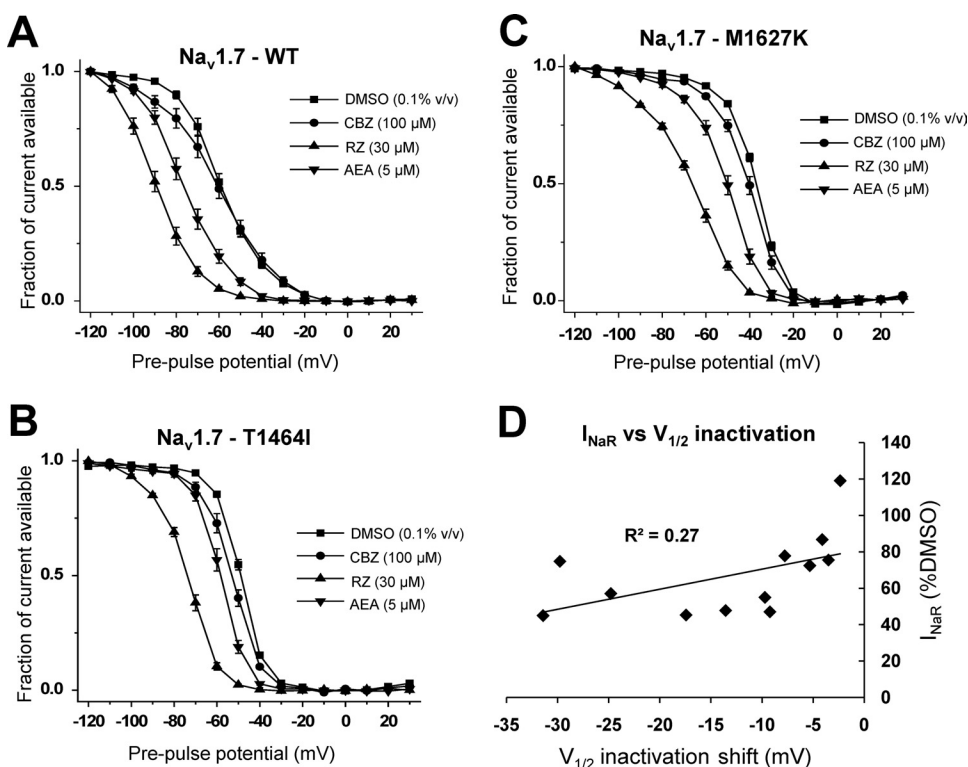 A
Nav1.7 - WT
Fraction of current available
1.0
0.5
0.0
DMSO (0.1% v/v)
CBZ (100 µM)
RZ (30 µM)
AEA (5 µM)
-120 -100 -80 -60 -40 -20 0 20
Pre-pulse potential (mV)
C
Nav1.7 - M1627K
Fraction of current available
1.0
0.5
0.0
DMSO (0.1% v/v)
CBZ (100 µM)
RZ (30 µM)
AEA (5 µM)
-120 -100 -80 -60 -40 -20 0 20
Pre-pulse potential (mV)
B
Nav1.7 - T1464I
Fraction of current available
1.0
0.5
0.0
DMSO (0.1% v/v)
CBZ (100 µM)
RZ (30 µM)
AEA (5 µM)
-120 -100 -80 -60 -40 -20 0 20
Pre-pulse potential (mV)
D
INaR vs V1/2 inactivation
R² = 0.27
140
120
100
80
60
40
20
0
INaR (%DMSO)
-35 -30 -25 -20 -15 -10 -5 0
V1/2 inactivation shift (mV)